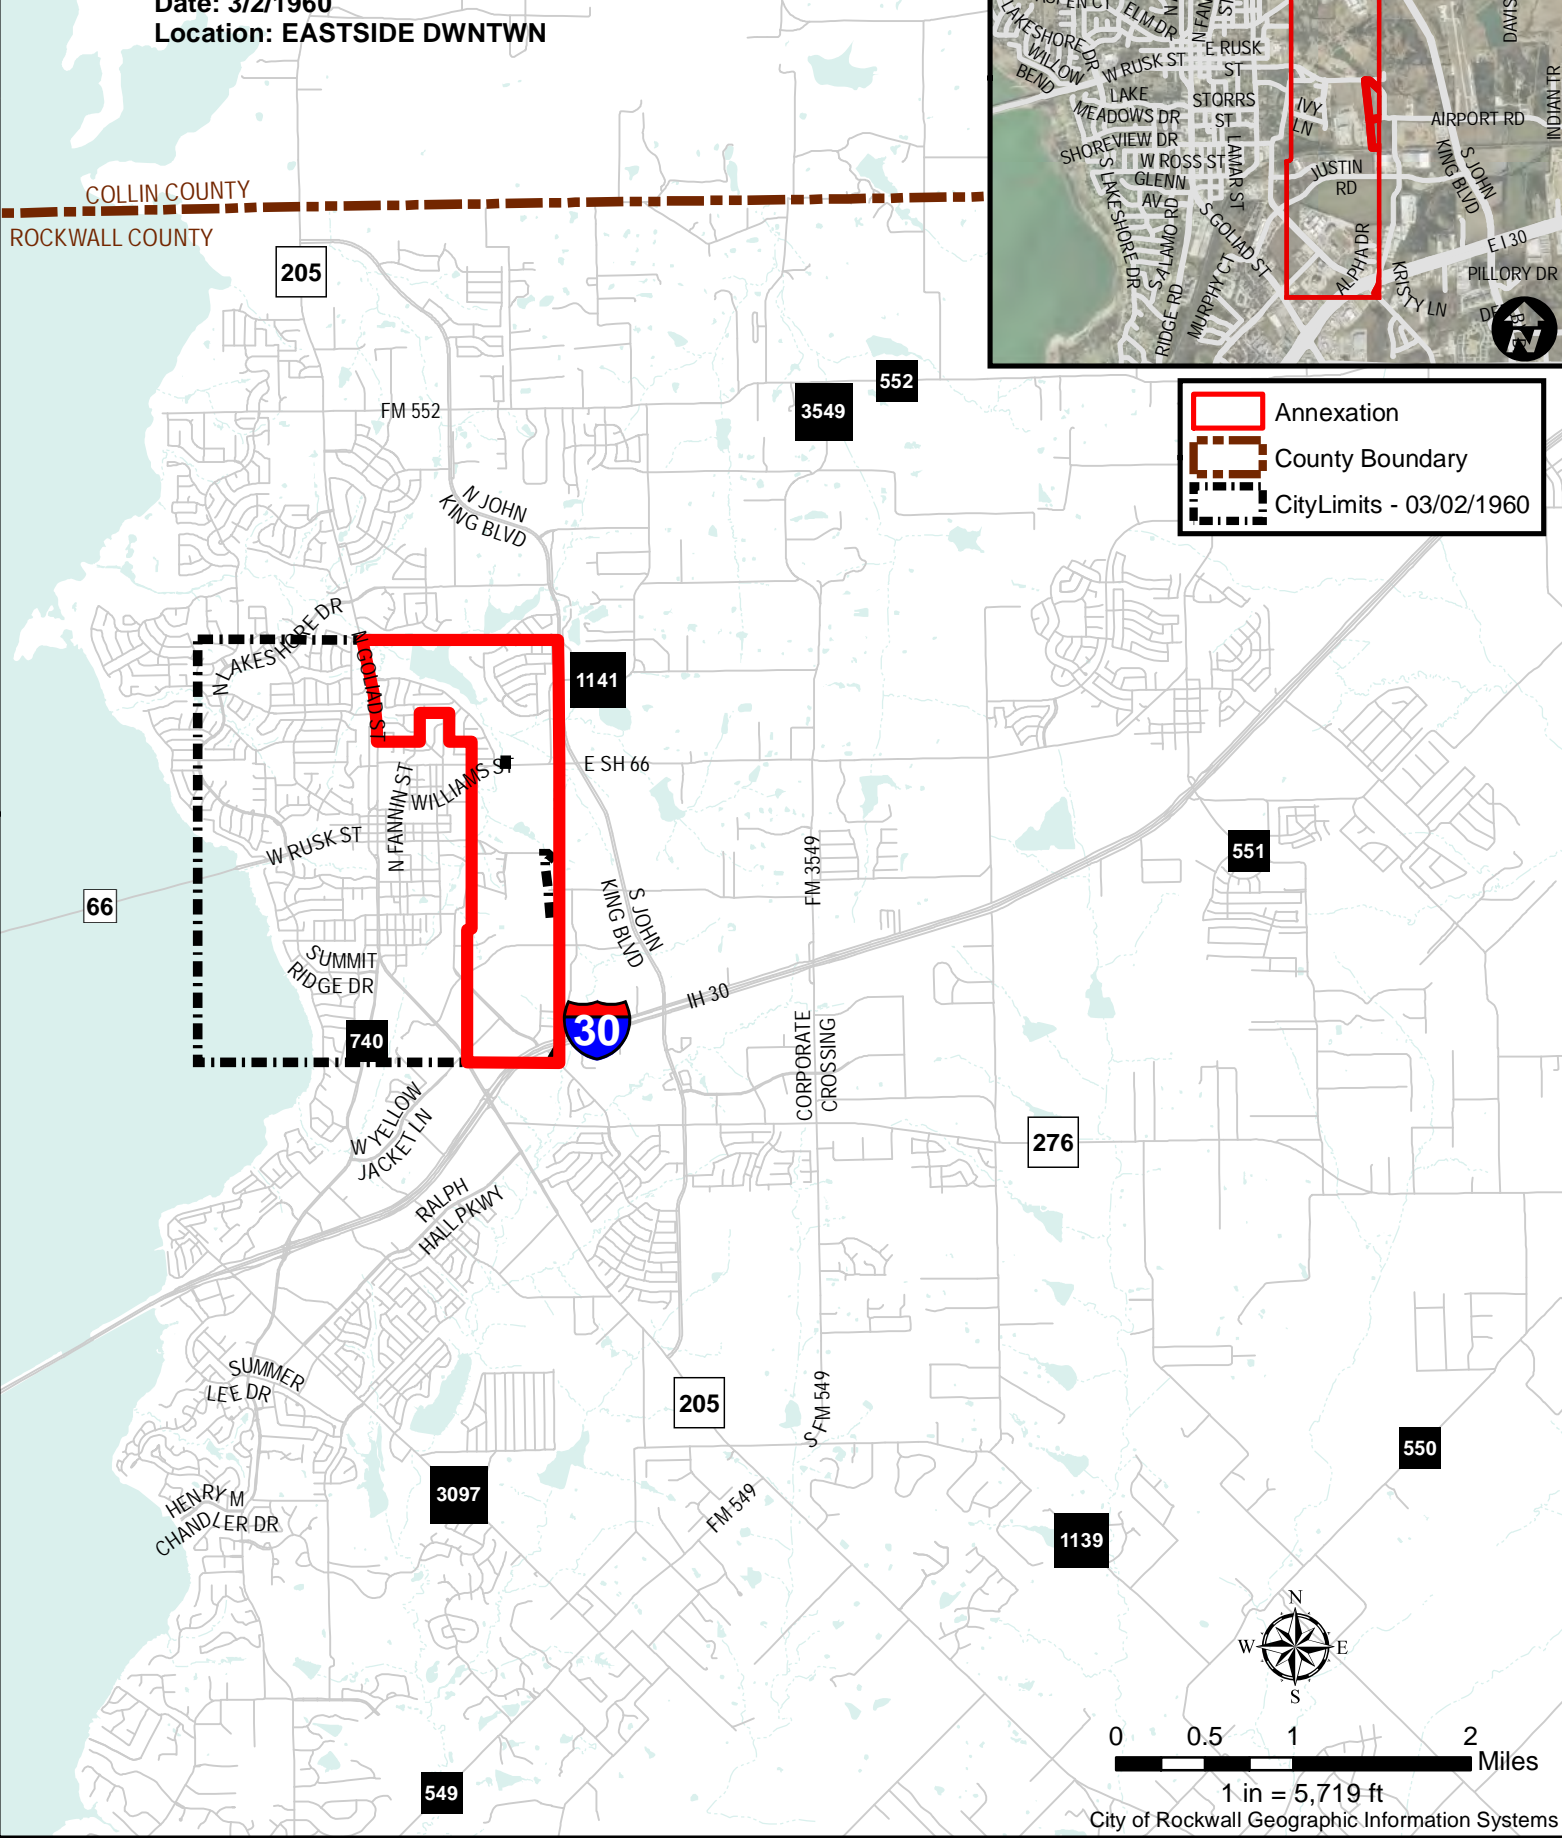 Date: 3/2/1960
Location: EASTSIDE DWNTWN
COLLIN COUNTY
ROCKWALL COUNTY
205
FM 552
552
3549
N JOHN
KING BLVD
N LAKESHORE DR
N GOLIAD ST
1141
E SH 66
WILLIAMS ST
N FANNIN ST
W RUSK ST
66
FM 3549
551
S JOHN
KING BLVD
SUMMIT
RIDGE DR
IH 30
30
740
CORPORATE
CROSSING
W YELLOW
JACKET LN
276
RALPH
HALL PKWY
SUMMER
LEE DR
205
S FM 549
550
3097
HENRY M
CHANDLER DR
FM 549
1139
549
ELM DR
LAKESHORE DR
WILLOW
BEND
W RUSK ST
E RUSK
ST
LAKE
MEADOWS DR
STORRS
ST
IVY
LN
AIRPORT RD
INDIAN TR
DAVIS
SHOREVIEW DR
W ROSS ST
GLENN
AV
LAMAR ST
JUSTIN
RD
S JOHN
KING BLVD
S LAKESHORE DR
S ALAMO RD
S GOLIAD ST
RIDGE RD
MURPHY CT
ALPHA DR
KRISTY LN
E I 30
PILLORY DR
N
Annexation
County Boundary
CityLimits - 03/02/1960
N
W
E
S
0 0.5 1 2
Miles
1 in = 5,719 ft
City of Rockwall Geographic Information Systems